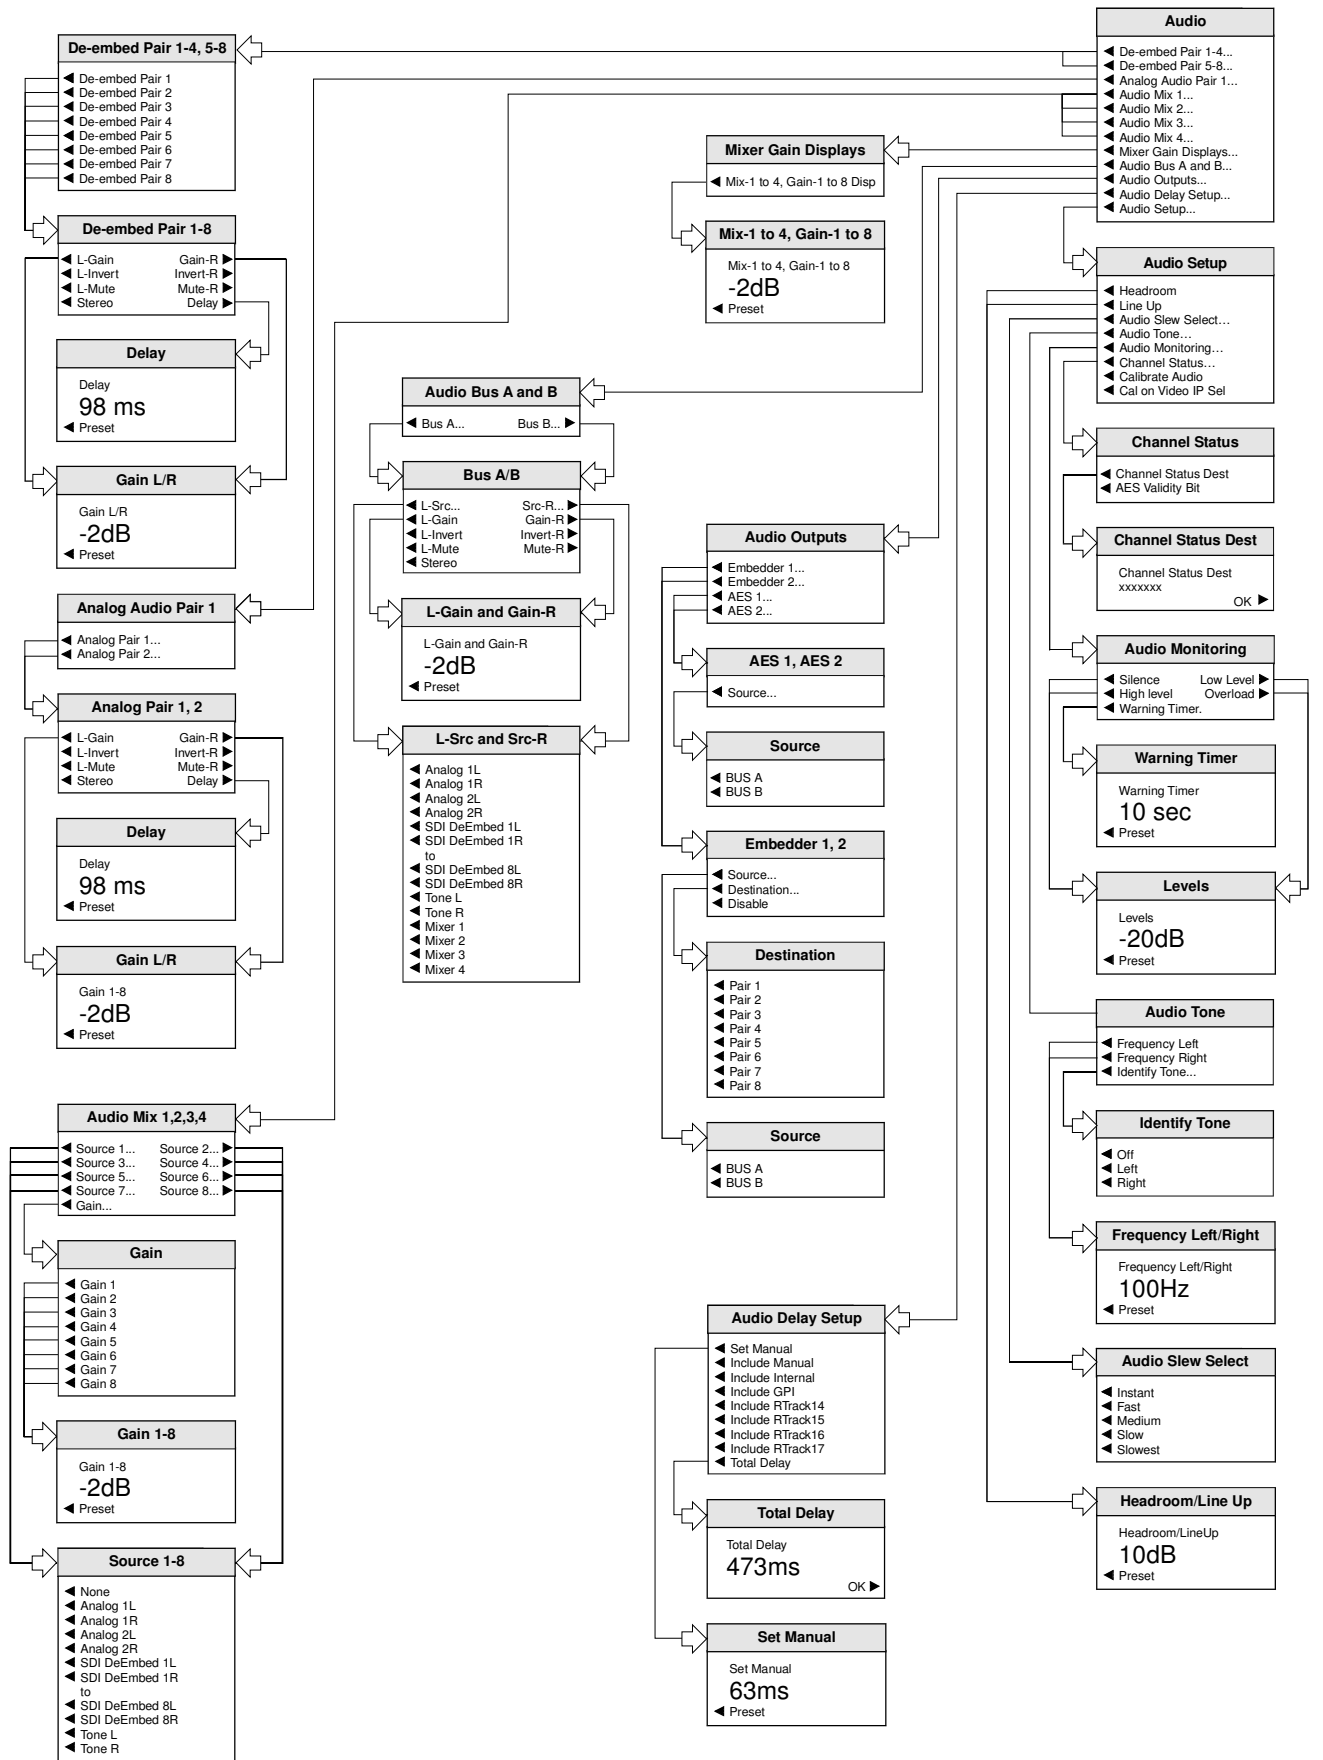 Audio
De-embed Pair 1-4...
De-embed Pair 5-8...
Analog Audio Pair 1...
Audio Mix 1...
Audio Mix 2...
Audio Mix 3...
Audio Mix 4...
Mixer Gain Displays...
Audio Bus A and B...
Audio Outputs...
Audio Delay Setup...
Audio Setup...
De-embed Pair 1-4, 5-8
De-embed Pair 1
De-embed Pair 2
De-embed Pair 3
De-embed Pair 4
De-embed Pair 5
De-embed Pair 6
De-embed Pair 7
De-embed Pair 8
De-embed Pair 1-8
L-Gain Gain-R
L-Invert Invert-R
L-Mute Mute-R
Stereo Delay
Delay
Delay
98 ms
Preset
Gain L/R
Gain L/R
-2dB
Preset
Analog Audio Pair 1
Analog Pair 1...
Analog Pair 2...
Analog Pair 1, 2
L-Gain Gain-R
L-Invert Invert-R
L-Mute Mute-R
Stereo Delay
Delay
Delay
98 ms
Preset
Gain L/R
Gain 1-8
-2dB
Preset
Audio Mix 1,2,3,4
Source 1... Source 2...
Source 3... Source 4...
Source 5... Source 6...
Source 7... Source 8...
Gain...
Gain
Gain 1
Gain 2
Gain 3
Gain 4
Gain 5
Gain 6
Gain 7
Gain 8
Gain 1-8
Gain 1-8
-2dB
Preset
Source 1-8
None
Analog 1L
Analog 1R
Analog 2L
Analog 2R
SDI DeEmbed 1L
SDI DeEmbed 1R
to
SDI DeEmbed 8L
SDI DeEmbed 8R
Tone L
Tone R
Audio Bus A and B
Bus A... Bus B...
Bus A/B
L-Src... Src-R...
L-Gain Gain-R
L-Invert Invert-R
L-Mute Mute-R
Stereo
L-Gain and Gain-R
L-Gain and Gain-R
-2dB
Preset
L-Src and Src-R
Analog 1L
Analog 1R
Analog 2L
Analog 2R
SDI DeEmbed 1L
SDI DeEmbed 1R
to
SDI DeEmbed 8L
SDI DeEmbed 8R
Tone L
Tone R
Mixer 1
Mixer 2
Mixer 3
Mixer 4
Mixer Gain Displays
Mix-1 to 4, Gain-1 to 8 Disp
Mix-1 to 4, Gain-1 to 8
Mix-1 to 4, Gain-1 to 8
-2dB
Preset
Audio Outputs
Embedder 1...
Embedder 2...
AES 1...
AES 2...
AES 1, AES 2
Source...
Source
BUS A
BUS B
Embedder 1, 2
Source...
Destination...
Disable
Destination
Pair 1
Pair 2
Pair 3
Pair 4
Pair 5
Pair 6
Pair 7
Pair 8
Source
BUS A
BUS B
Audio Delay Setup
Set Manual
Include Manual
Include Internal
Include GPI
Include RTrack14
Include RTrack15
Include RTrack16
Include RTrack17
Total Delay
Total Delay
Total Delay
473ms
OK
Set Manual
Set Manual
63ms
Preset
Audio Setup
Headroom
Line Up
Audio Slew Select...
Audio Tone...
Audio Monitoring...
Channel Status...
Calibrate Audio
Cal on Video IP Sel
Channel Status
Channel Status Dest
AES Validity Bit
Channel Status Dest
Channel Status Dest
xxxxxxx
OK
Audio Monitoring
Silence Low Level
High level Overload
Warning Timer.
Warning Timer
Warning Timer
10 sec
Preset
Levels
Levels
-20dB
Preset
Audio Tone
Frequency Left
Frequency Right
Identify Tone...
Identify Tone
Off
Left
Right
Frequency Left/Right
Frequency Left/Right
100Hz
Preset
Audio Slew Select
Instant
Fast
Medium
Slow
Slowest
Headroom/Line Up
Headroom/LineUp
10dB
Preset